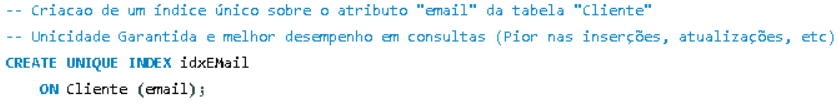 -- Criacao de um índice único sobre o atributo "email" da tabela "Cliente"
-- Unicidade Garantida e melhor desempenho em consultas (Pior nas inserções, atualizações, etc)
CREATE UNIQUE INDEX idxEMail
ON Cliente (email);